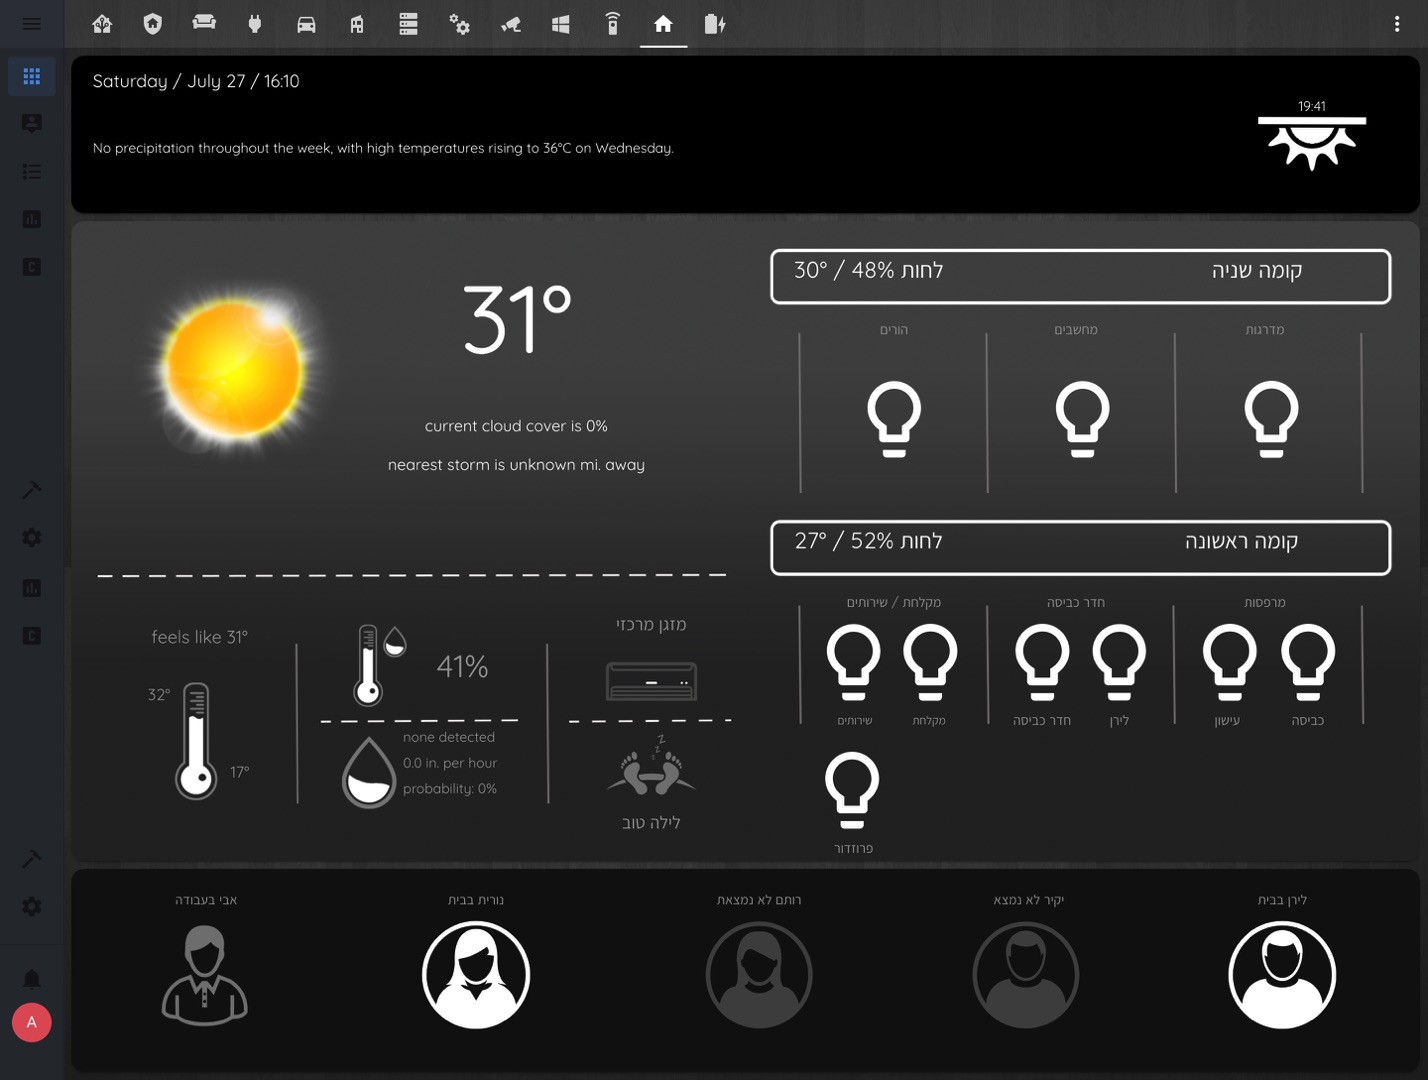 Saturday / July 27 / 16:10
19:41
No precipitation throughout the week, with high temperatures rising to 36°C on Wednesday.
31°
current cloud cover is 0%
nearest storm is unknown mi. away
30° / 48% לחות
קומה שניה
הורים
מחשבים
מדרגות
27° / 52% לחות
קומה ראשונה
מקלחת / שירותים
חדר כביסה
מרפסות
שירותים
מקלחת
חדר כביסה
לירן
עישון
כביסה
פרוזדור
feels like 31°
32°
17°
41%
none detected
0.0 in. per hour
probability: 0%
מזגן מרכזי
z
z
z
z
לילה טוב
אבי בעבודה
נורית בבית
רותם לא נמצאת
יקיר לא נמצא
לירן בבית
C
C
A